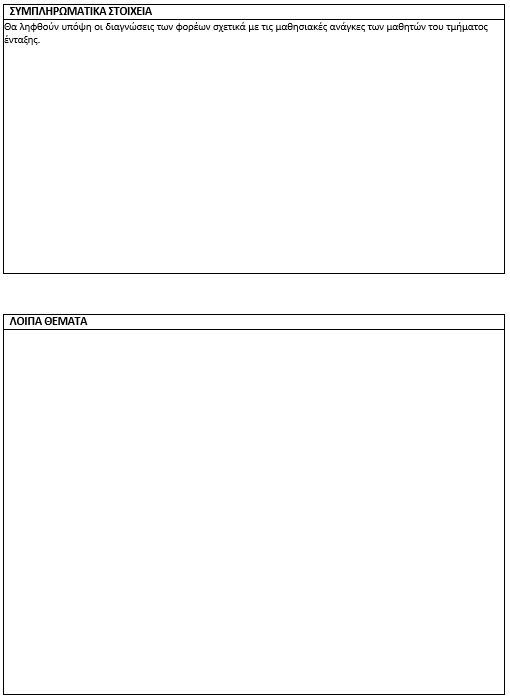 ΣΥΜΠΛΗΡΩΜΑΤΙΚΑ ΣΤΟΙΧΕΙΑ
Θα ληφθούν υπόψη οι διαγνώσεις των φορέων σχετικά με τις μαθησιακές ανάγκες των μαθητών του τμήματος
ένταξης.
ΛΟΙΠΑ ΘΕΜΑΤΑ